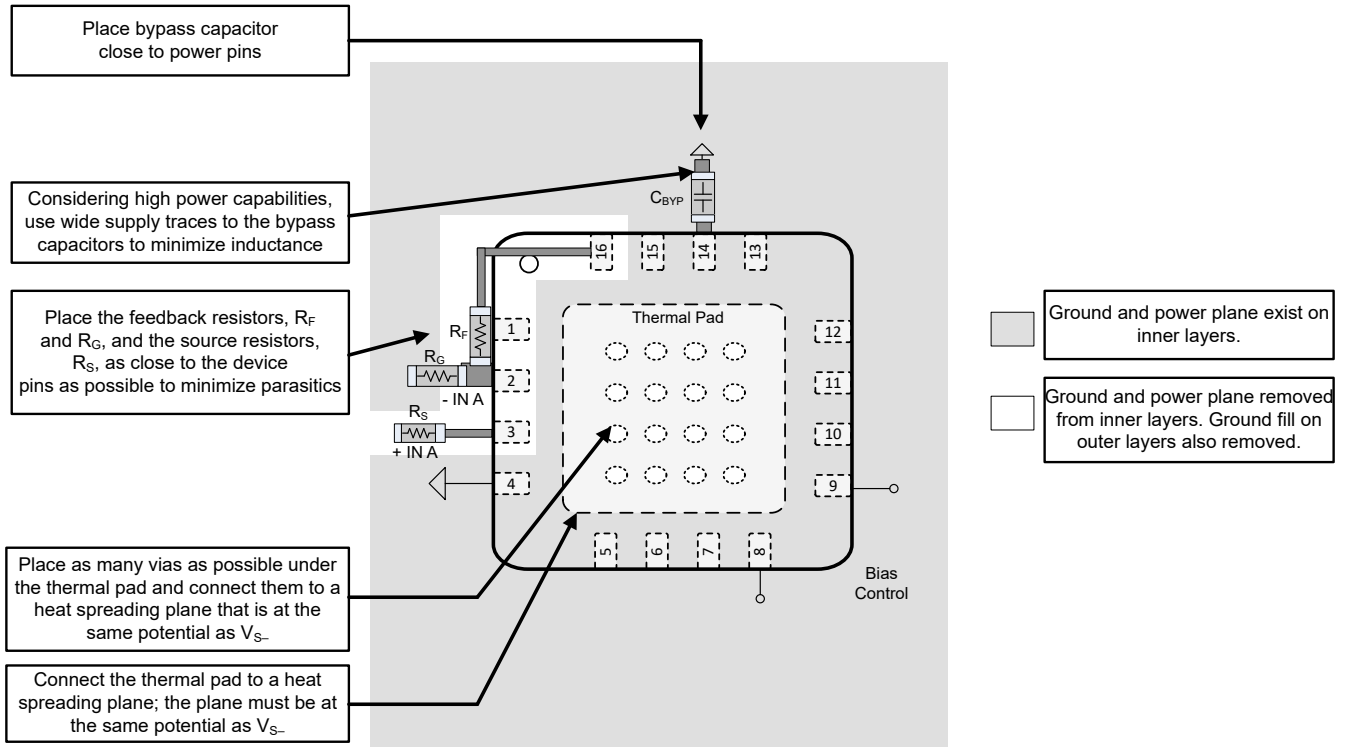 Place bypass capacitor
close to power pins
Considering high power capabilities,
use wide supply traces to the bypass
capacitors to minimize inductance
Place the feedback resistors, RF
and RG, and the source resistors,
RS, as close to the device
pins as possible to minimize parasitics
Place as many vias as possible under
the thermal pad and connect them to a
heat spreading plane that is at the
same potential as VS–
Connect the thermal pad to a heat
spreading plane; the plane must be at
the same potential as VS–
CBYP
16
15
14
13
RF
1
RG
2
- IN A
RS
3
+ IN A
4
Thermal Pad
12
11
10
9
5
6
7
8
Bias
Control
Ground and power plane exist on
inner layers.
Ground and power plane removed
from inner layers. Ground fill on
outer layers also removed.